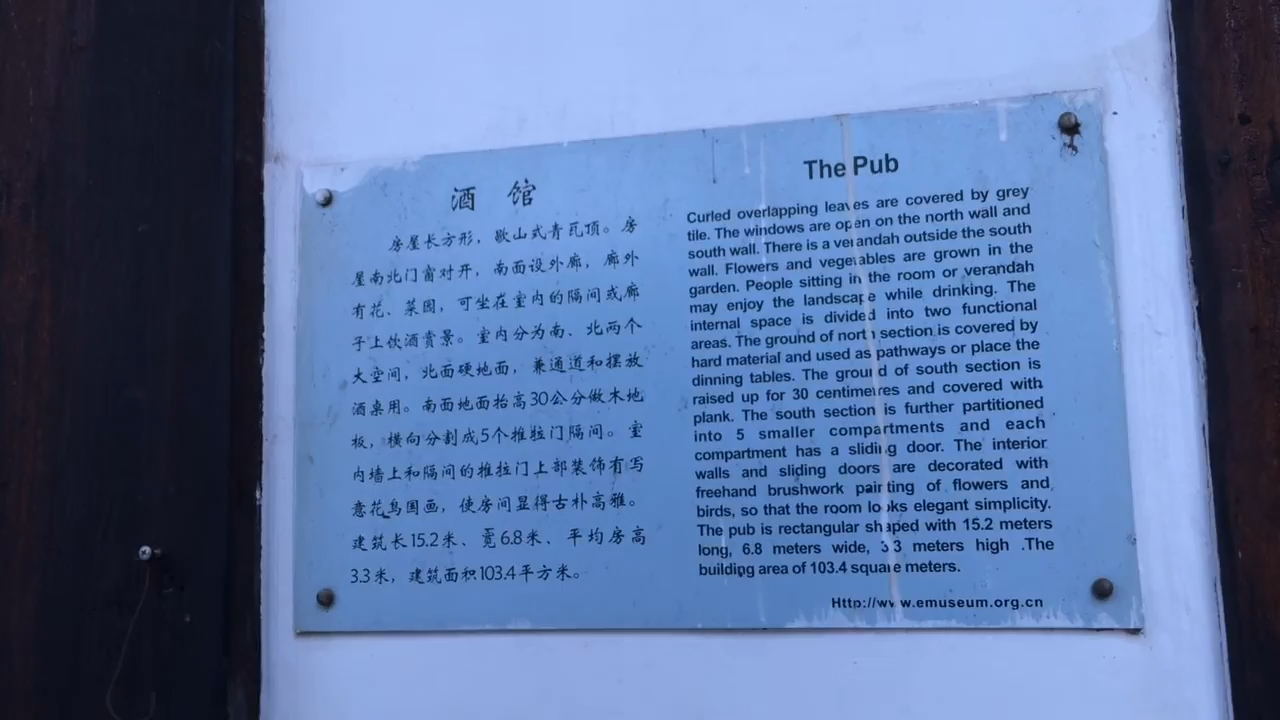 酒 馆
房屋长方形，歇山式青瓦顶。房
屋南北门窗对开，南面设外廊，廊外
有花、菜园，可坐在室内的隔间或廊
子上饮酒赏景。室内分为南、北两个
大空间，北面硬地面，兼通道和摆放
酒桌用。南面地面抬高30公分做木地
板，横向分割成5个推拉门隔间。室
内墙上和隔间的推拉门上部装饰有写
意花鸟国画，使房间显得古朴高雅。
建筑长15.2米、宽6.8米、平均房高
3.3米，建筑面积103.4平方米。
The Pub
Curled overlapping leaves are covered by grey
tile. The windows are open on the north wall and
south wall. There is a verandah outside the south
wall. Flowers and vegetables are grown in the
garden. People sitting in the room or verandah
may enjoy the landscape while drinking. The
internal space is divided into two functional
areas. The ground of north section is covered by
hard material and used as pathways or place the
dinning tables. The ground of south section is
raised up for 30 centimetres and covered with
plank. The south section is further partitioned
into 5 smaller compartments and each
compartment has a sliding door. The interior
walls and sliding doors are decorated with
freehand brushwork painting of flowers and
birds, so that the room looks elegant simplicity.
The pub is rectangular shaped with 15.2 meters
long, 6.8 meters wide, 3.3 meters high .The
building area of 103.4 square meters.
Http://www.emuseum.org.cn